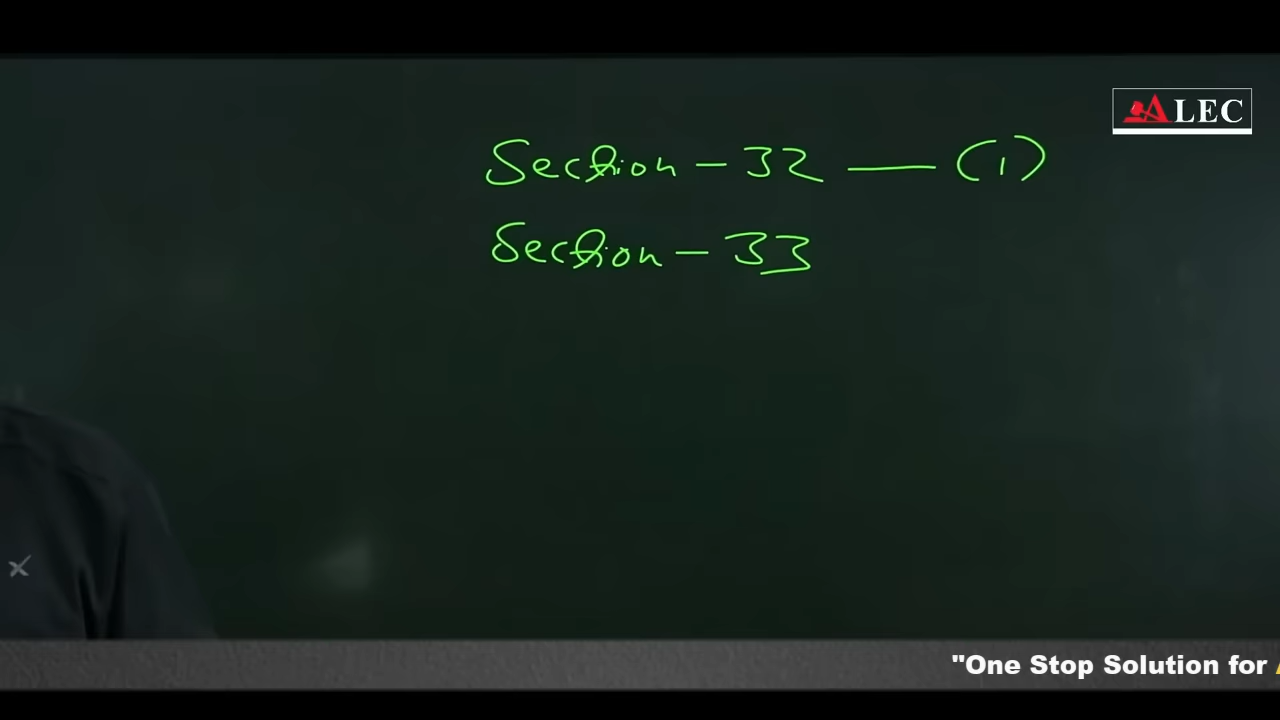 ALEC
Section - 32 — (1)
Section - 33
"One Stop Solution for